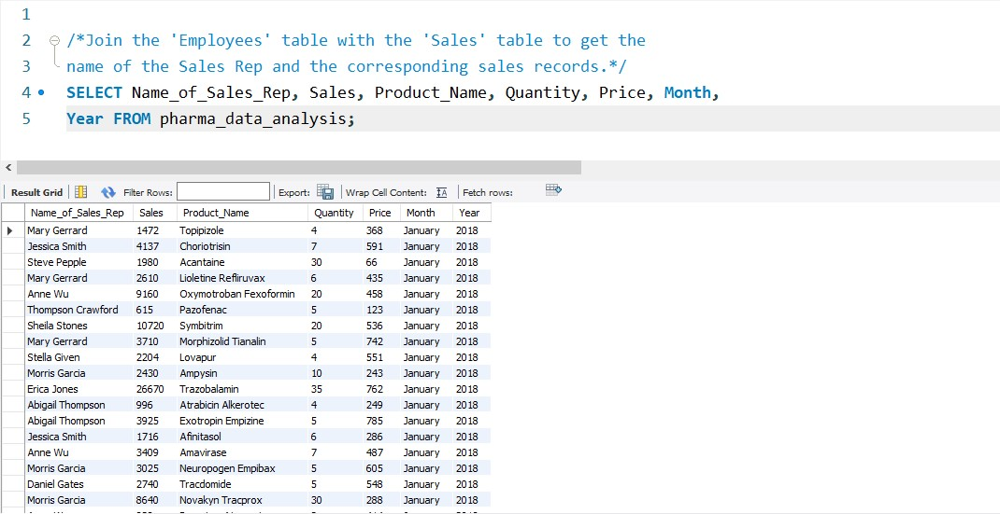 1
2 /*Join the 'Employees' table with the 'Sales' table to get the
3 name of the Sales Rep and the corresponding sales records.*/
4 SELECT Name_of_Sales_Rep, Sales, Product_Name, Quantity, Price, Month,
5 Year FROM pharma_data_analysis;
Result Grid Filter Rows: Export: Wrap Cell Content: Fetch rows:
Name_of_Sales_Rep Sales Product_Name Quantity Price Month Year
Mary Gerrard 1472 Topipizole 4 368 January 2018
Jessica Smith 4137 Choriotrisin 7 591 January 2018
Steve Pepple 1980 Acantaine 30 66 January 2018
Mary Gerrard 2610 Lioletine Refliruvax 6 435 January 2018
Anne Wu 9160 Oxymotroban Fexoformin 20 458 January 2018
Thompson Crawford 615 Pazofenac 5 123 January 2018
Sheila Stones 10720 Symbitrim 20 536 January 2018
Mary Gerrard 3710 Morphizolid Tianalin 5 742 January 2018
Stella Given 2204 Lovapur 4 551 January 2018
Morris Garcia 2430 Ampysin 10 243 January 2018
Erica Jones 26670 Trazobalamin 35 762 January 2018
Abigail Thompson 996 Atrabicin Alkerotec 4 249 January 2018
Abigail Thompson 3925 Exotropin Empizine 5 785 January 2018
Jessica Smith 1716 Afinitasol 6 286 January 2018
Anne Wu 3409 Amavirase 7 487 January 2018
Morris Garcia 3025 Neuropogen Empibax 5 605 January 2018
Daniel Gates 2740 Tracdomide 5 548 January 2018
Morris Garcia 8640 Novakyn Tracprox 30 288 January 2018